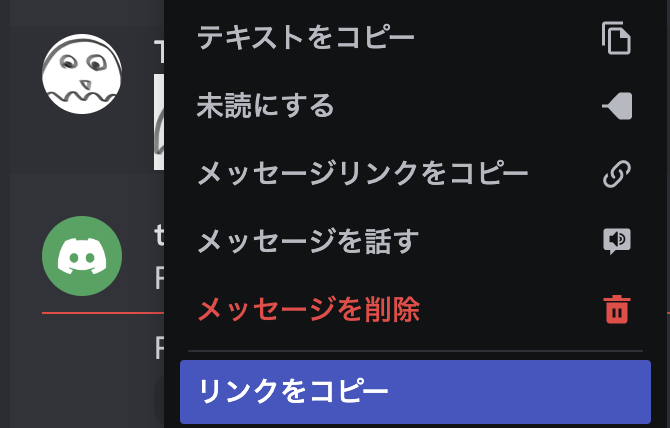 テキストをコピー
未読にする
メッセージリンクをコピー
メッセージを話す
メッセージを削除
リンクをコピー